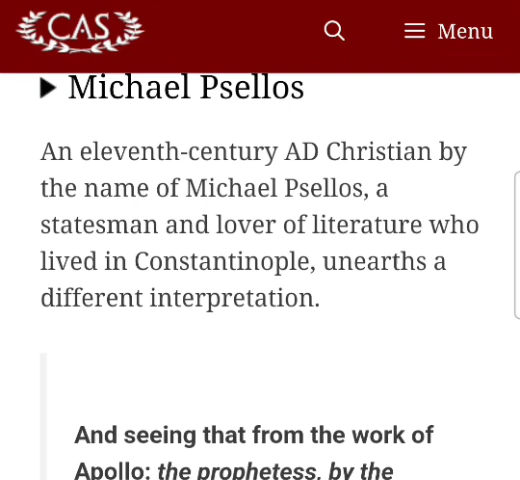 CAS
Menu
Michael Psellos
An eleventh-century AD Christian by
the name of Michael Psellos, a
statesman and lover of literature who
lived in Constantinople, unearths a
different interpretation.
And seeing that from the work of
Apollo: the prophetess, by the